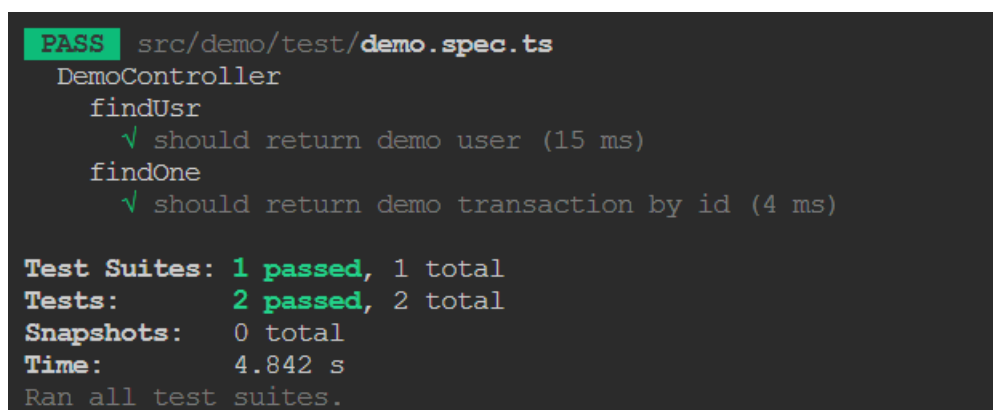 PASS src/demo/test/demo.spec.ts
DemoController
findUsr
√ should return demo user (15 ms)
findOne
√ should return demo transaction by id (4 ms)
Test Suites: 1 passed, 1 total
Tests: 2 passed, 2 total
Snapshots: 0 total
Time: 4.842 s
Ran all test suites.